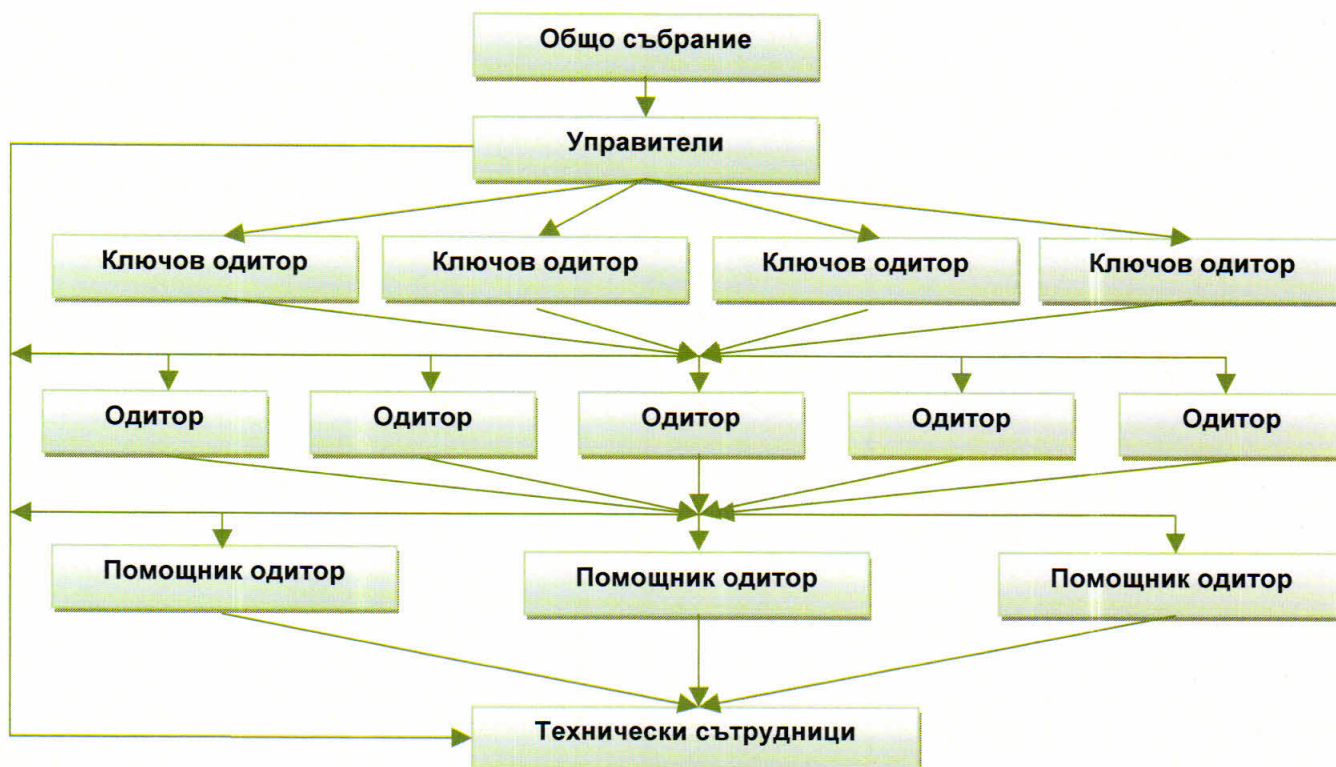 Общо събрание
Управители
Ключов одитор
Ключов одитор
Ключов одитор
Ключов одитор
Одитор
Одитор
Одитор
Одитор
Одитор
Помощник одитор
Помощник одитор
Помощник одитор
Технически сътрудници